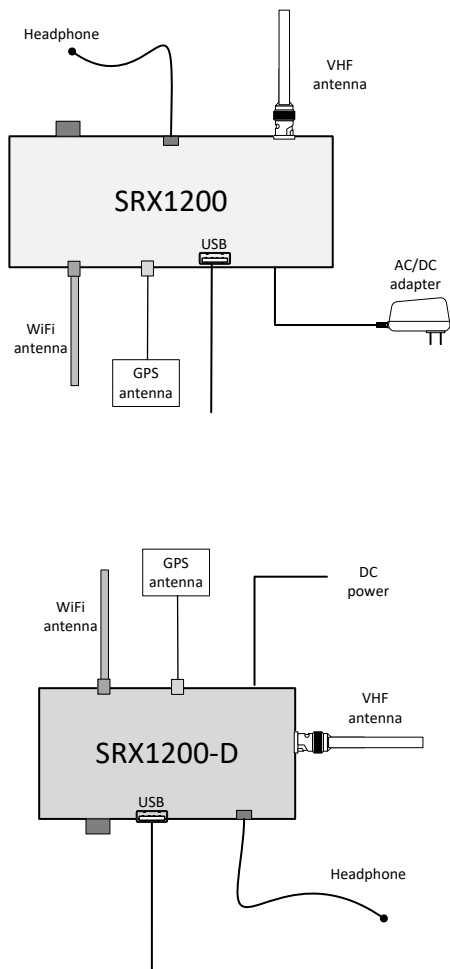 Headphone
VHF
antenna
SRX1200
USB
AC/DC
adapter
WiFi
antenna
GPS
antenna
GPS
antenna
DC
power
WiFi
antenna
VHF
antenna
SRX1200-D
USB
Headphone